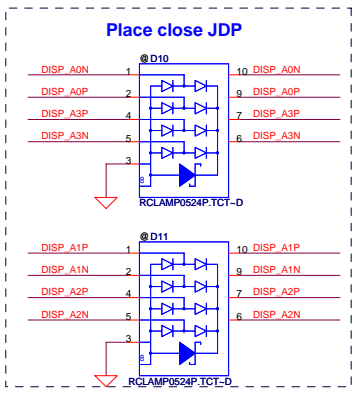 Place close JDP
@D10
DISP_A0N 1 10 DISP_A0N
DISP_A0P 2 9 DISP_A0P
DISP_A3P 4 7 DISP_A3P
DISP_A3N 5 6 DISP_A3N
3
8
RCLAMP0524P.TCT~D
@D11
DISP_A1P 1 10 DISP_A1P
DISP_A1N 2 9 DISP_A1N
DISP_A2P 4 7 DISP_A2P
DISP_A2N 5 6 DISP_A2N
3
8
RCLAMP0524P.TCT~D